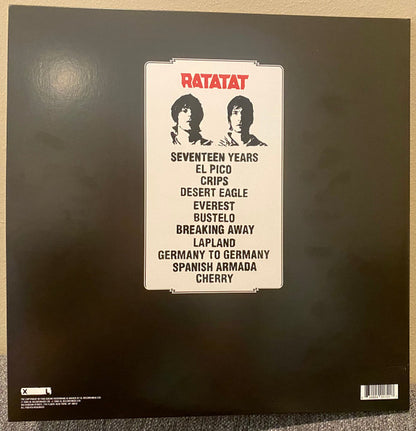 RATATAT
SEVENTEEN YEARS
EL PICO
CRIPS
DESERT EAGLE
EVEREST
BUSTELO
BREAKING AWAY
LAPLAND
GERMANY TO GERMANY
SPANISH ARMADA
CHERRY
X L